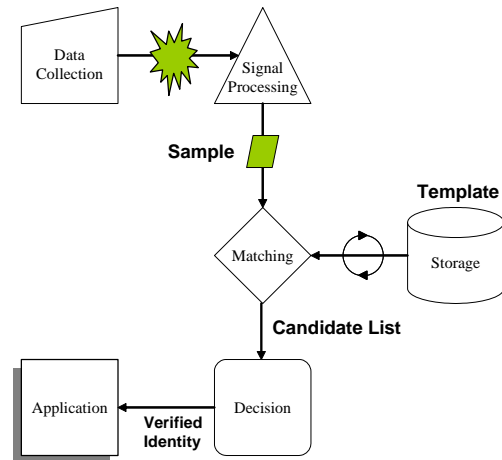 Data
Collection
Signal
Processing
Sample
Template
Matching
Storage
Candidate List
Application
Verified
Identity
Decision